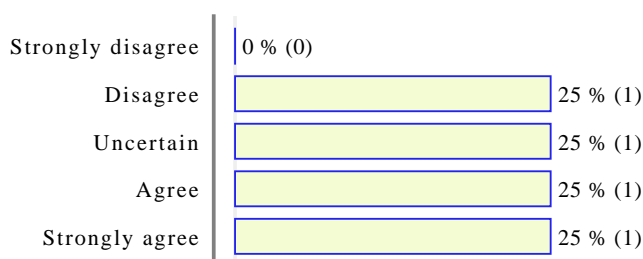 Strongly disagree 0 % (0)
Disagree 25 % (1)
Uncertain 25 % (1)
Agree 25 % (1)
Strongly agree 25 % (1)